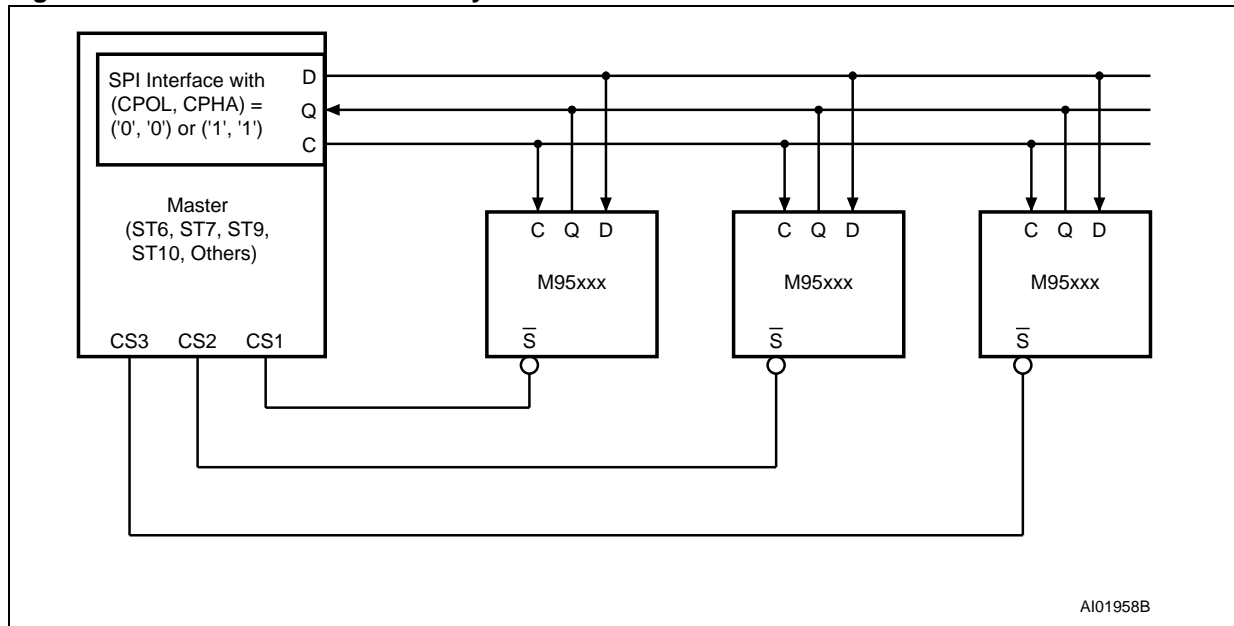 SPI Interface with
(CPOL, CPHA) =
('0', '0') or ('1', '1')
D
Q
C
Master
(ST6, ST7, ST9,
ST10, Others)
CS3 CS2 CS1
C Q D
M95xxx
S̅
C Q D
M95xxx
S̅
C Q D
M95xxx
S̅
AI01958B